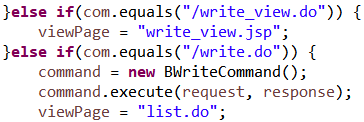 }else if(com.equals("/write_view.do")) {
viewPage = "write_view.jsp";
}else if(com.equals("/write.do")) {
command = new BWriteCommand();
command.execute(request, response);
viewPage = "list.do";